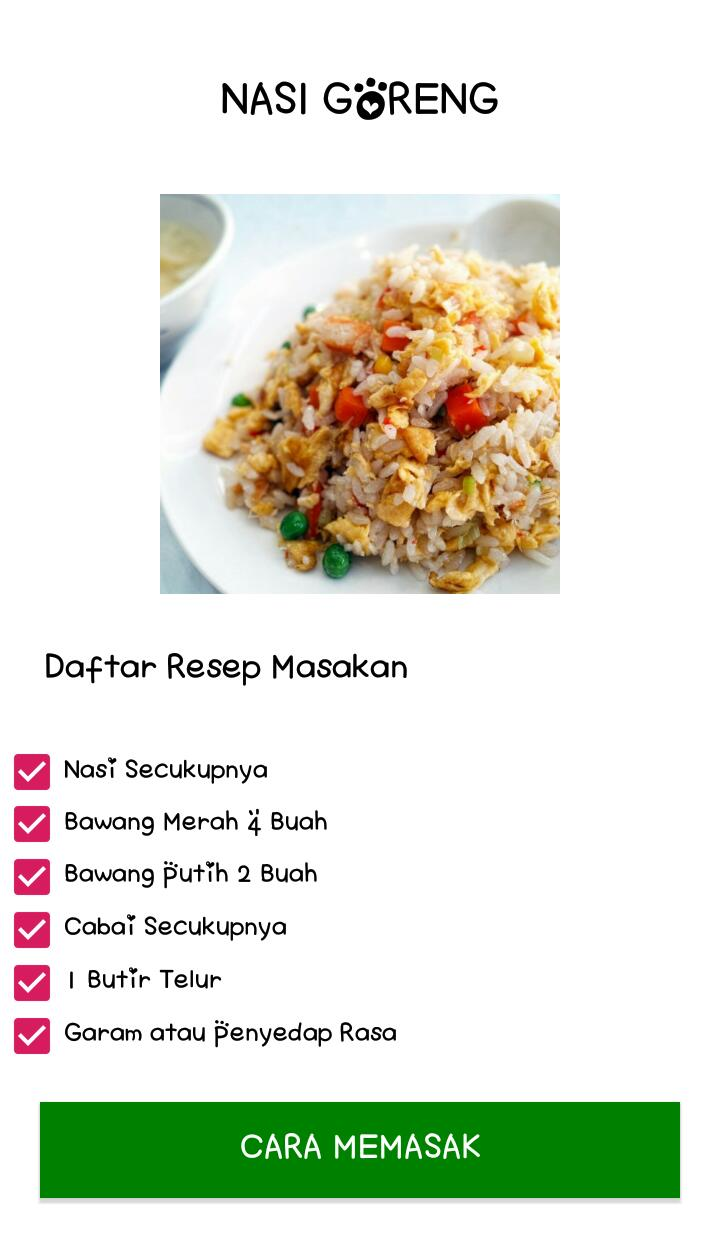 NASI GORENG
Daftar Resep Masakan
Nasi Secukupnya
Bawang Merah 4 Buah
Bawang Putih 2 Buah
Cabai Secukupnya
1 Butir Telur
Garam atau Penyedap Rasa
CARA MEMASAK